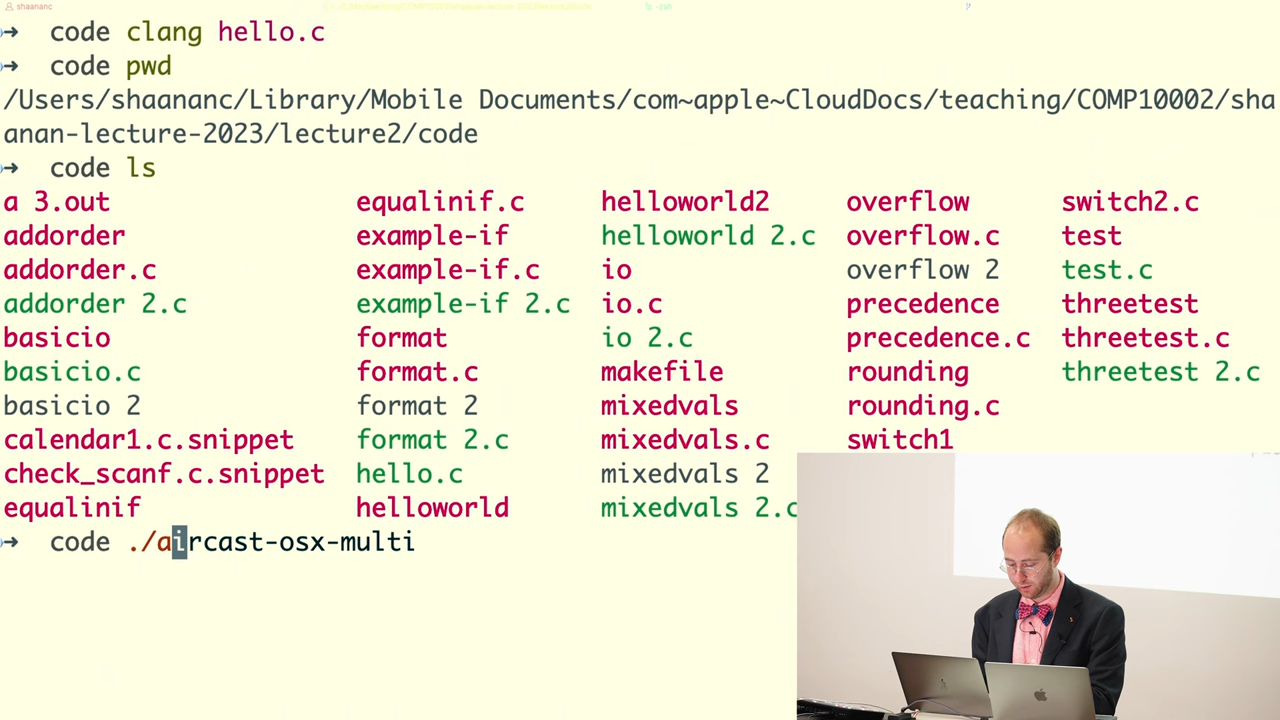 shaananc
→ code clang hello.c
→ code pwd
/Users/shaananc/Library/Mobile Documents/com~apple~CloudDocs/teaching/COMP10002/sha
anan-lecture-2023/lecture2/code
→ code ls
a 3.out equalinif.c helloworld2 overflow switch2.c
addorder example-if helloworld 2.c overflow.c test
addorder.c example-if.c io overflow 2 test.c
addorder 2.c example-if 2.c io.c precedence threetest
basicio format io 2.c precedence.c threetest.c
basicio.c format.c makefile rounding threetest 2.c
basicio 2 format 2 mixedvals rounding.c
calendar1.c.snippet format 2.c mixedvals.c switch1
check_scanf.c.snippet hello.c mixedvals 2
equalinif helloworld mixedvals 2.c
→ code ./aircast-osx-multi